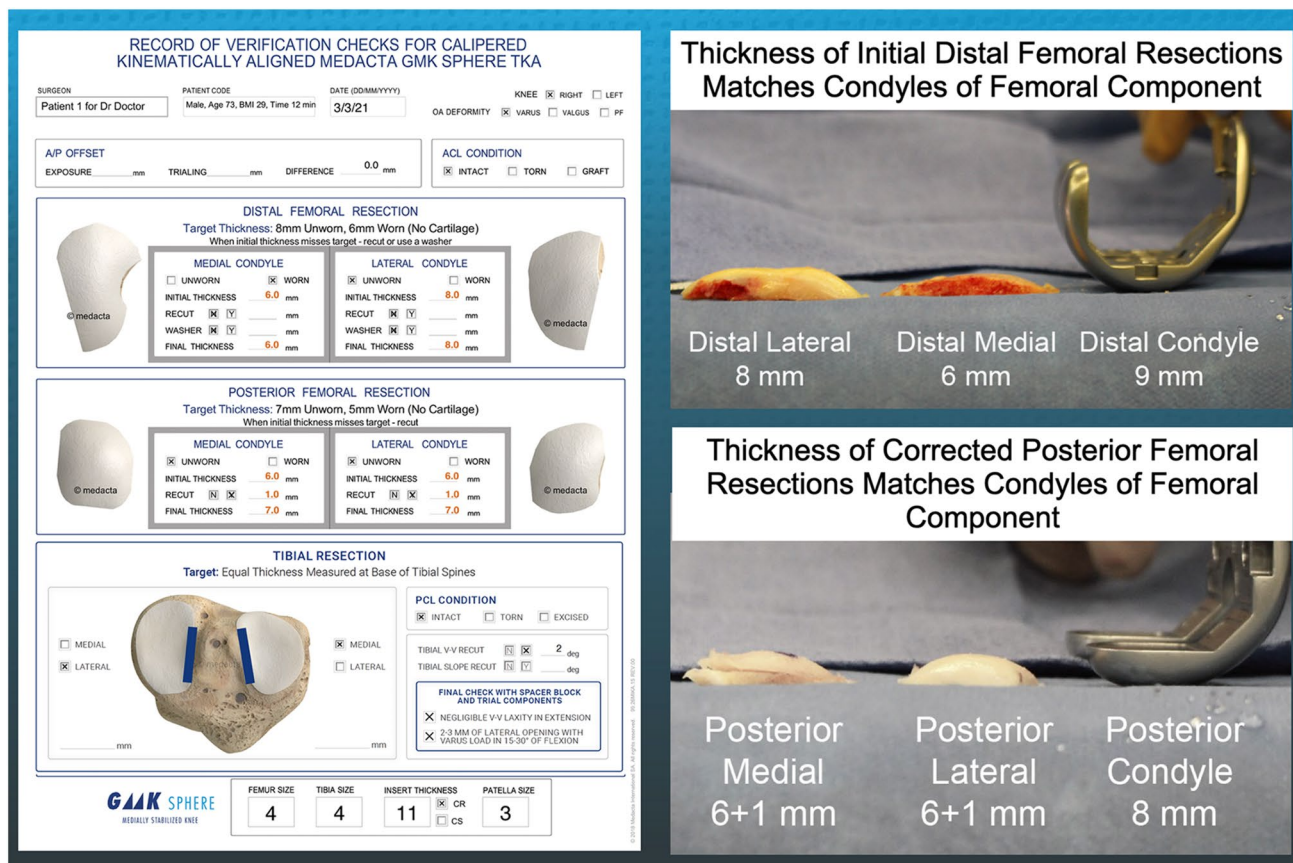 RECORD OF VERIFICATION CHECKS FOR CALIPERED
KINEMATICALLY ALIGNED MEDACTA GMK SPHERE TKA
SURGEON
Patient 1 for Dr Doctor
PATIENT CODE
Male, Age 73, BMI 29, Time 12 min
DATE (DD/MM/YYYY)
3/3/21
KNEE RIGHT LEFT
OA DEFORMITY VARUS VALGUS PF
A/P OFFSET
EXPOSURE mm TRIALING mm DIFFERENCE 0.0 mm
ACL CONDITION
INTACT TORN GRAFT
DISTAL FEMORAL RESECTION
Target Thickness: 8mm Unworn, 6mm Worn (No Cartilage)
When initial thickness misses target - recut or use a washer
© medacta
MEDIAL CONDYLE
UNWORN WORN
INITIAL THICKNESS 6.0 mm
RECUT N Y mm
WASHER N Y mm
FINAL THICKNESS 6.0 mm
LATERAL CONDYLE
UNWORN WORN
INITIAL THICKNESS 8.0 mm
RECUT N Y mm
WASHER N Y mm
FINAL THICKNESS 8.0 mm
© medacta
POSTERIOR FEMORAL RESECTION
Target Thickness: 7mm Unworn, 5mm Worn (No Cartilage)
When initial thickness misses target - recut
© medacta
MEDIAL CONDYLE
UNWORN WORN
INITIAL THICKNESS 6.0 mm
RECUT N 1.0 mm
FINAL THICKNESS 7.0 mm
LATERAL CONDYLE
UNWORN WORN
INITIAL THICKNESS 6.0 mm
RECUT N 1.0 mm
FINAL THICKNESS 7.0 mm
© medacta
TIBIAL RESECTION
Target: Equal Thickness Measured at Base of Tibial Spines
MEDIAL
LATERAL
mm
MEDIAL
LATERAL
mm
PCL CONDITION
INTACT TORN EXCISED
TIBIAL V-V RECUT N 2 deg
TIBIAL SLOPE RECUT N Y deg
FINAL CHECK WITH SPACER BLOCK
AND TRIAL COMPONENTS
NEGLIGIBLE V-V LAXITY IN EXTENSION
2-3 MM OF LATERAL OPENING WITH
VARUS LOAD IN 15-30° OF FLEXION
GMK SPHERE
MEDIALLY STABILIZED KNEE
FEMUR SIZE
4
TIBIA SIZE
4
INSERT THICKNESS
11
CR
CS
PATELLA SIZE
3
Thickness of Initial Distal Femoral Resections
Matches Condyles of Femoral Component
Distal Lateral
8 mm
Distal Medial
6 mm
Distal Condyle
9 mm
Thickness of Corrected Posterior Femoral
Resections Matches Condyles of Femoral
Component
Posterior
Medial
6+1 mm
Posterior
Lateral
6+1 mm
Posterior
Condyle
8 mm